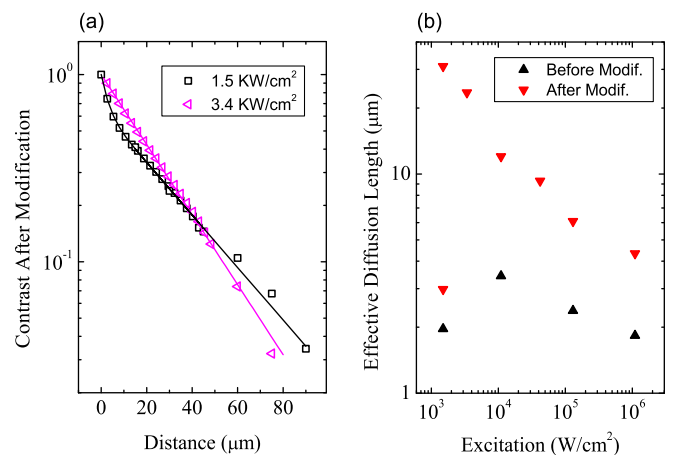 (a)
(b)
1.5 KW/cm²
3.4 KW/cm²
Before Modif.
After Modif.
Contrast After Modification
10⁰
10⁻¹
0 20 40 60 80
Distance (μm)
Effective Diffusion Length (μm)
10
1
10³ 10⁴ 10⁵ 10⁶
Excitation (W/cm²)